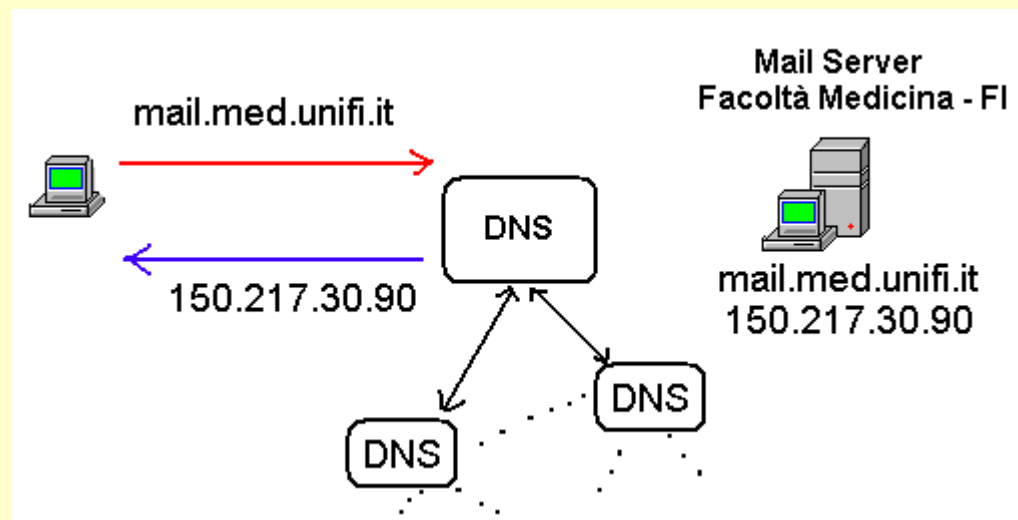 Mail Server
Facoltà Medicina - FI
mail.med.unifi.it
DNS
150.217.30.90
mail.med.unifi.it
150.217.30.90
DNS
DNS